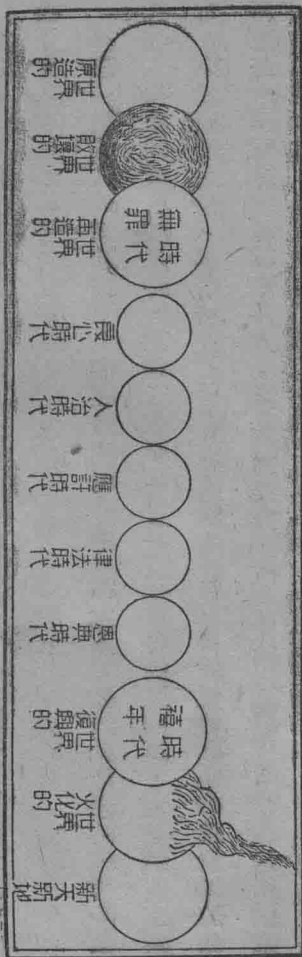 原造的世界
敗壞的世界
無罪時代
再造的世界
良心時代
人治時代
應許時代
律法時代
恩典時代
禧年時代
復興的世界
火化的世界
新天新地